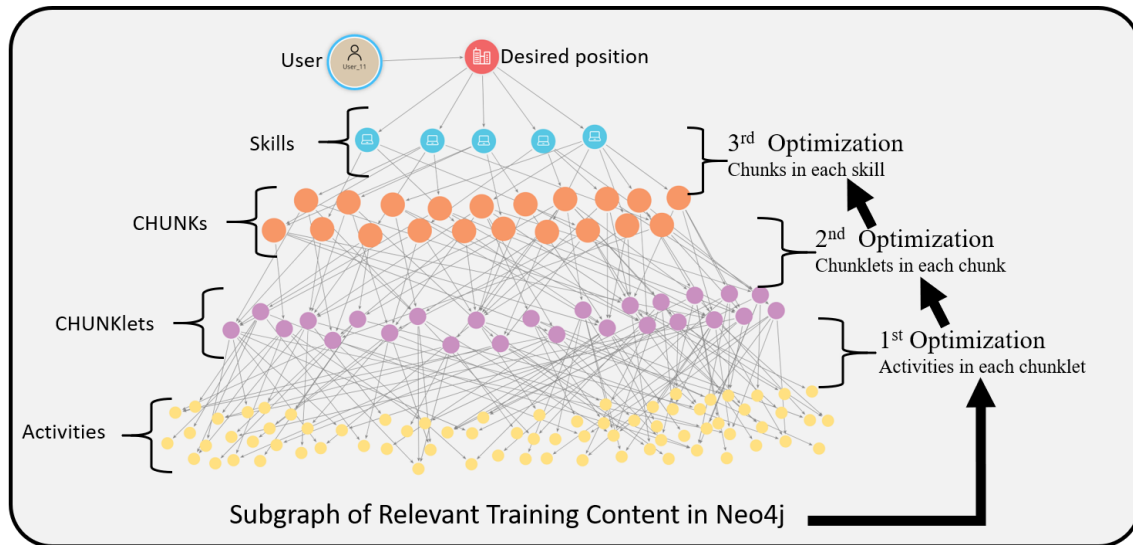 User
User_11
Desired position
Skills
3rd Optimization
Chunks in each skill
CHUNKs
2nd Optimization
Chunklets in each chunk
CHUNKlets
1st Optimization
Activities in each chunklet
Activities
Subgraph of Relevant Training Content in Neo4j